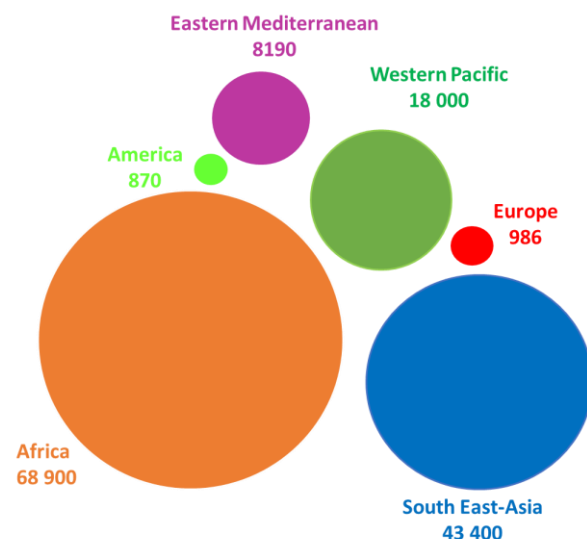 Eastern Mediterranean
8190
Western Pacific
18 000
America
870
Europe
986
Africa
68 900
South East-Asia
43 400